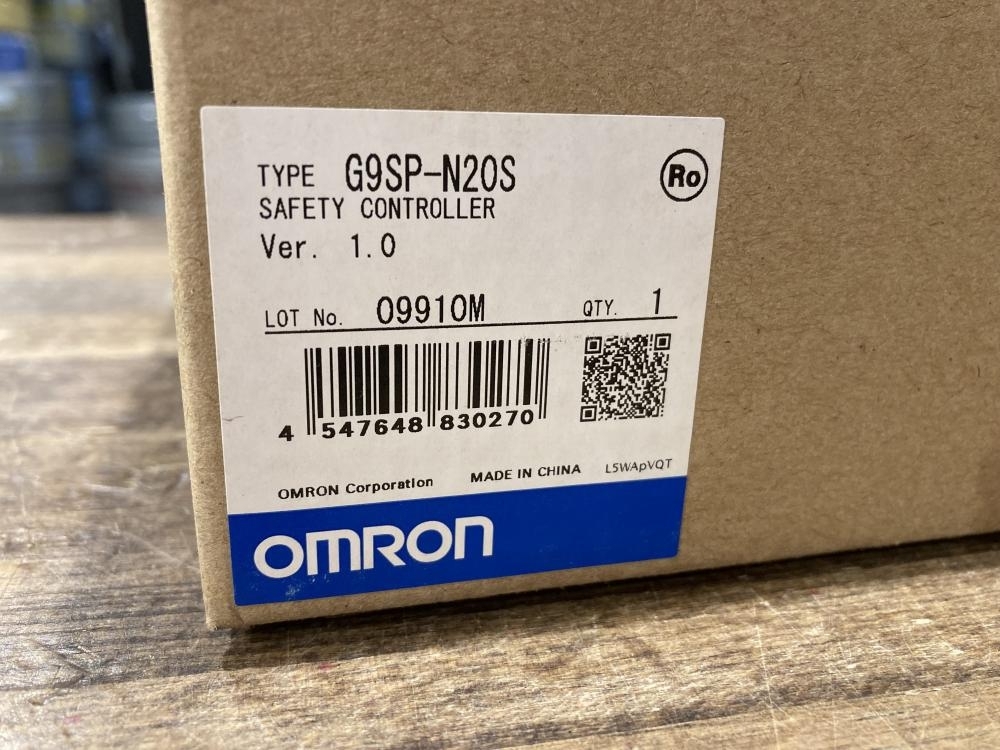 TYPE G9SP-N20S
Ro
SAFETY CONTROLLER
Ver. 1.0
LOT No. 09910M QTY. 1
4 547648 830270
OMRON Corporation MADE IN CHINA L5WApVQT
OMRON